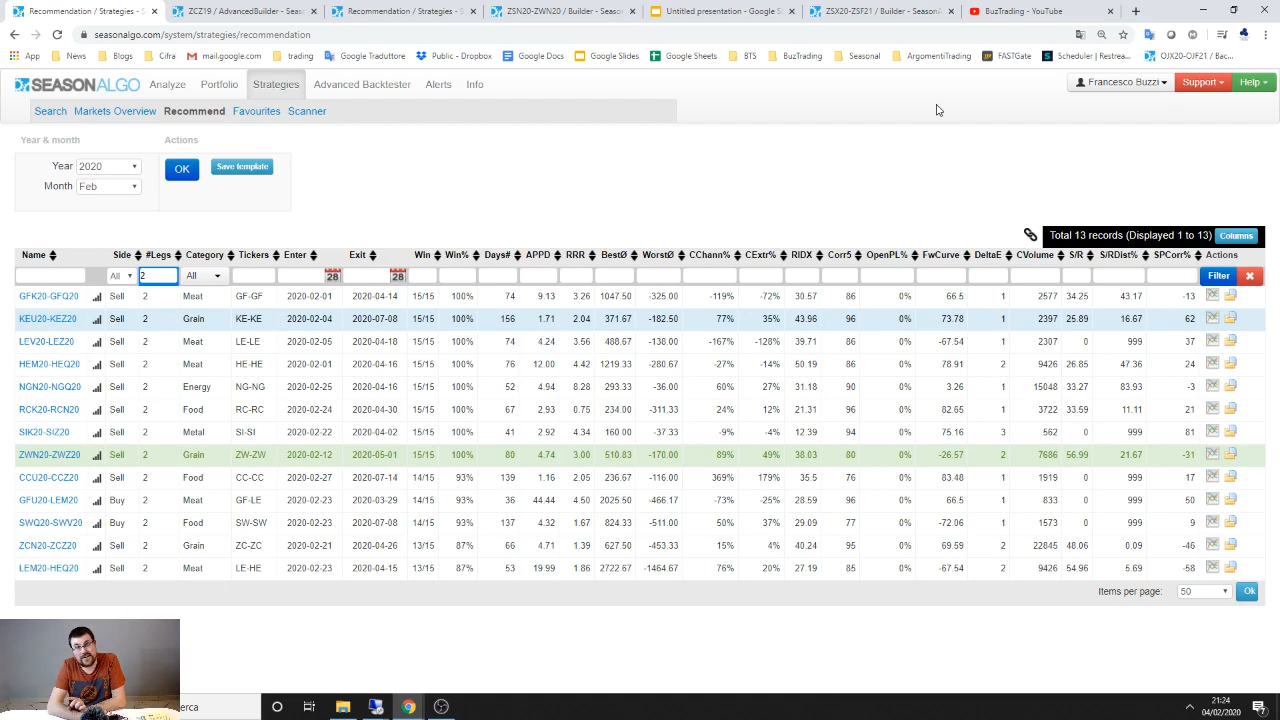 Recommendation / Strategies - S
ZCZ19 / AdvancedBuilder - Seaso
Recommendation / Strategies - S
ZSN20-ZWN20 / Builder - Season
Untitled presentation - Google S
ZSX20-ZSF21 / Builder - SeasonA
BuzTrading - YouTube
seasonalgo.com/system/strategies/recommendation
App News Blogs Cifra mail.google.com trading Google Traduttore Public - Dropbox Google Docs Google Slides Google Sheets BTS BuzTrading Seasonal ArgomentiTrading FASTGate Scheduler | Restrea... OJX20-OJF21 / Bac...
SEASONALGO Analyze Portfolio Strategies Advanced Backtester Alerts Info Francesco Buzzi Support Help
Search Markets Overview Recommend Favourites Scanner
Year & month Actions
Year 2020 OK Save template
Month Feb
Total 13 records (Displayed 1 to 13) Columns
Name Side #Legs Category Tickers Enter Exit Win Win% Days# APPD RRR BestØ WorstØ CChann% CExtr% RIDX Corr5 OpenPL% FwCurve DeltaE CVolume S/R S/RDist% SPCorr% Actions
All 2 All 28 28 Filter
GFK20-GFQ20 Sell 2 Meat GF-GF 2020-02-01 2020-04-14 15/15 100% 74 9.13 3.26 1047.50 -325.00 -119% -72% 30.57 86 0% 66.5 1 2577 34.25 43.17 -13
KEU20-KEZ20 Sell 2 Grain KE-KE 2020-02-04 2020-07-08 15/15 100% 156 1.71 2.04 371.67 -182.50 77% 35% 43.96 96 0% 73.78 1 2397 25.89 16.67 62
LEV20-LEZ20 Sell 2 Meat LE-LE 2020-02-05 2020-04-18 15/15 100% 74 4.24 3.56 488.67 -138.00 -167% -128% 39.71 86 0% -67.54 1 2307 0 999 37
HEM20-HEQ20 Sell 2 Meat HE-HE 2020-02-01 2020-04-16 15/15 100% 76 12.00 4.42 1219.33 -280.67 -27% -14% 50.19 86 0% 78.91 2 9426 26.85 47.36 24
NGN20-NGQ20 Sell 2 Energy NG-NG 2020-02-25 2020-04-16 15/15 100% 52 4.94 8.28 293.33 -36.00 60% 27% 31.18 90 0% 3.26 1 15048 33.27 83.93 -3
RCK20-RCN20 Sell 2 Food RC-RC 2020-02-24 2020-04-30 15/15 100% 67 2.93 0.75 234.00 -311.33 24% 12% 21.31 96 0% 82.65 1 3722 33.59 11.11 21
SIK20-SIZ20 Sell 2 Metal SI-SI 2020-02-22 2020-04-02 15/15 100% 41 2.92 4.34 160.00 -37.33 -9% -4% 12.39 94 0% 75.16 3 562 0 999 81
ZWN20-ZWZ20 Sell 2 Grain ZW-ZW 2020-02-12 2020-05-01 15/15 100% 80 4.74 3.00 510.83 -170.00 89% 49% 38.03 80 0% -26.57 2 7686 56.99 21.67 -31
CCU20-CCZ20 Sell 2 Food CC-CC 2020-02-27 2020-07-14 14/15 93% 139 1.16 2.05 236.67 -116.00 369% 179% 35.5 76 0% 83.48 1 1919 0 999 17
GFU20-LEM20 Buy 2 Meat GF-LE 2020-02-23 2020-03-29 14/15 93% 36 44.44 4.50 2025.50 -466.17 -73% -25% 28.59 96 0% 66.5 1 833 0 999 50
SWQ20-SWV20 Buy 2 Food SW-SW 2020-02-23 2020-07-08 14/15 93% 137 4.32 1.67 824.33 -511.00 50% 37% 29.09 77 0% -72.06 1 1573 0 999 9
ZCN20-ZCZ20 Sell 2 Grain ZC-ZC 2020-02-21 2020-04-26 13/15 87% 66 4.71 1.39 627.50 -453.33 15% 4% 40.24 95 0% 69.59 2 22845 48.06 0.09 -46
LEM20-HEQ20 Sell 2 Meat LE-HE 2020-02-23 2020-04-15 13/15 87% 53 19.99 1.86 2722.67 -1464.67 76% 20% 27.19 85 0% -67.54 1 9426 54.96 5.69 -58
Items per page: 50 Ok
erca
21:24
04/02/2020